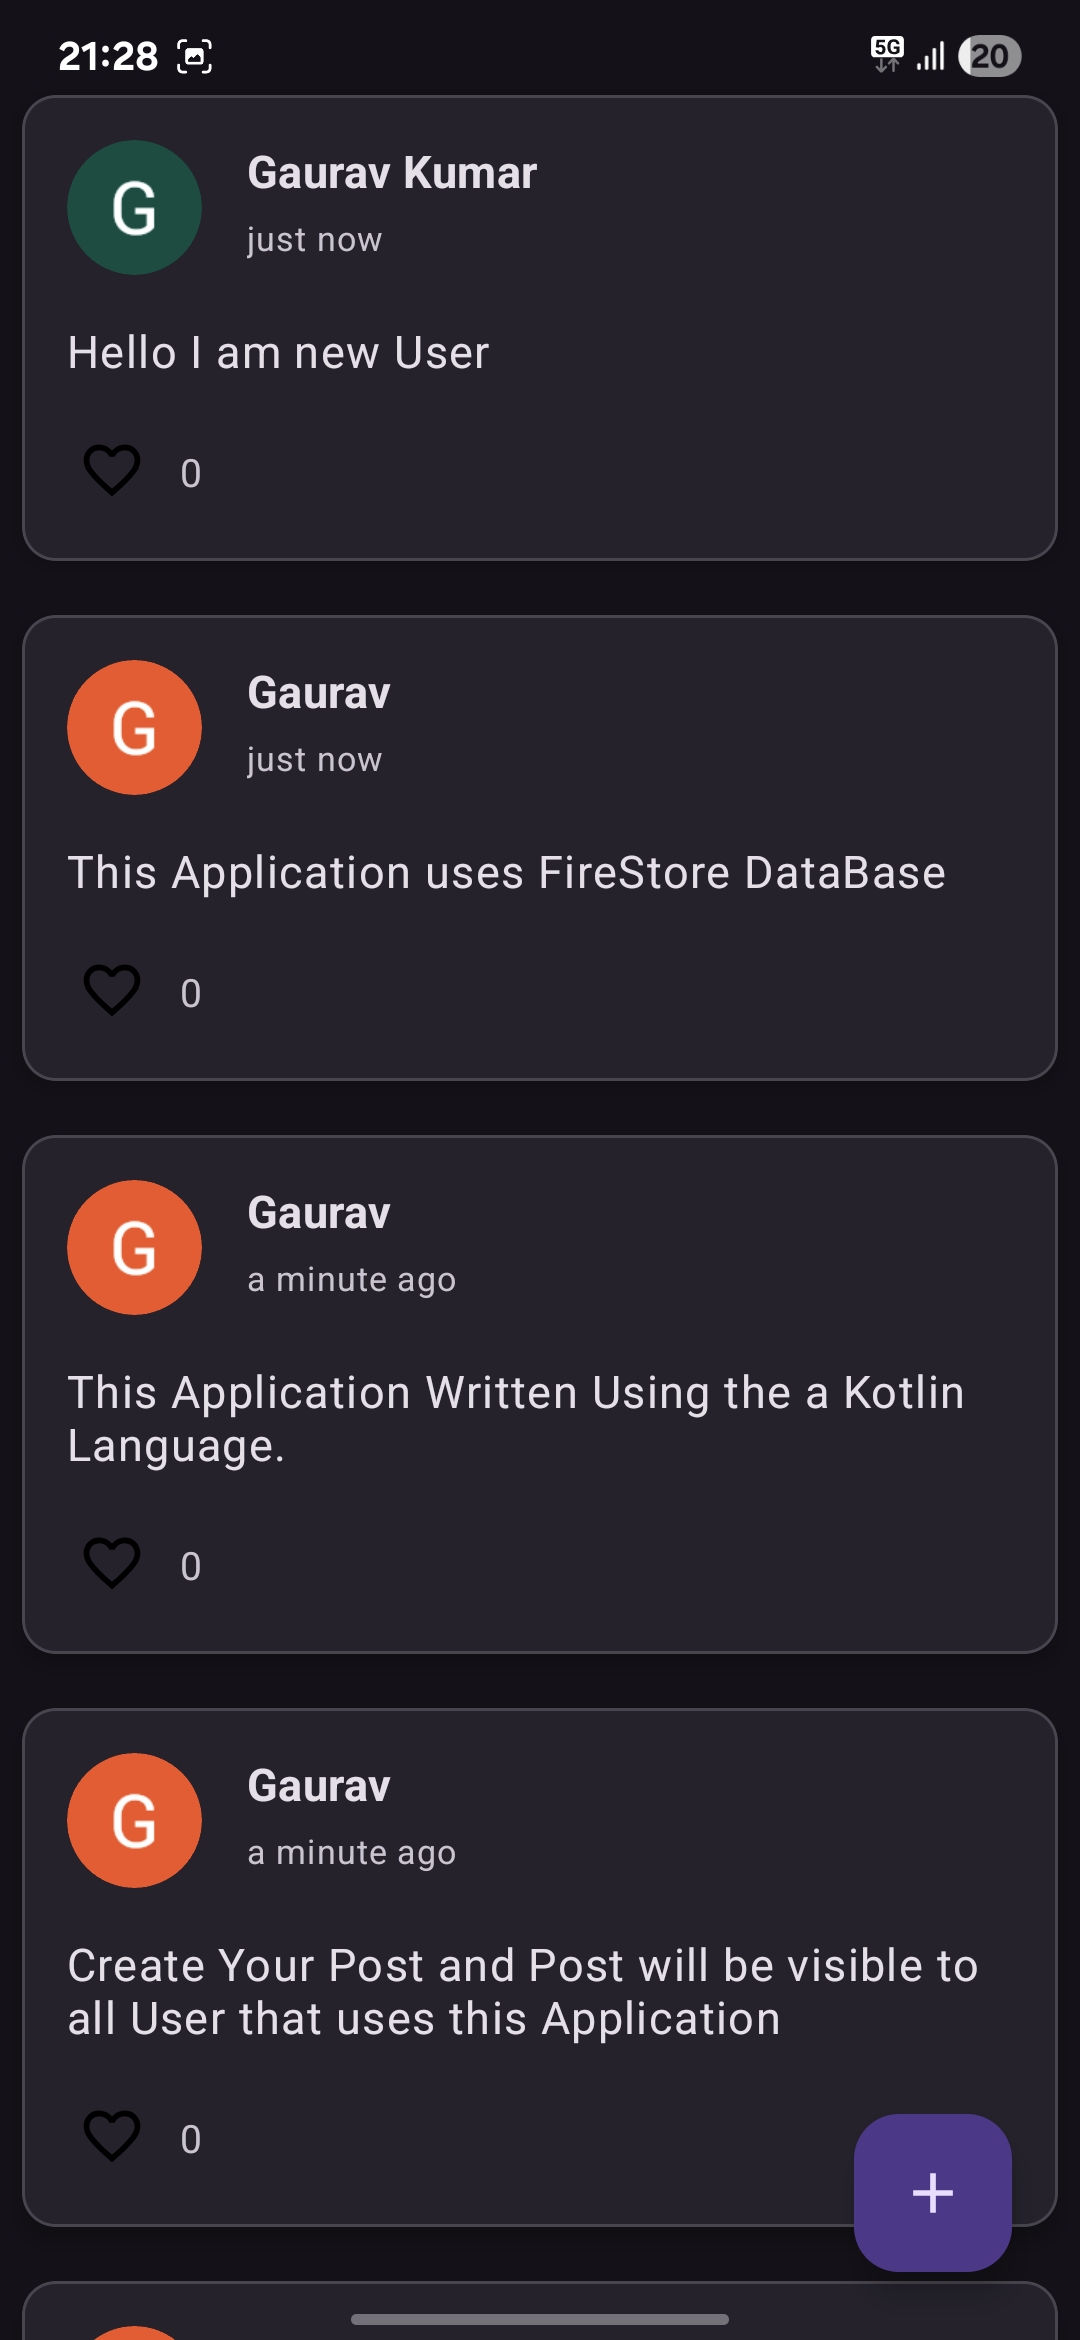 21:28
5G
20
G
Gaurav Kumar
just now
Hello I am new User
0
G
Gaurav
just now
This Application uses FireStore DataBase
0
G
Gaurav
a minute ago
This Application Written Using the a Kotlin
Language.
0
G
Gaurav
a minute ago
Create Your Post and Post will be visible to
all User that uses this Application
0
+